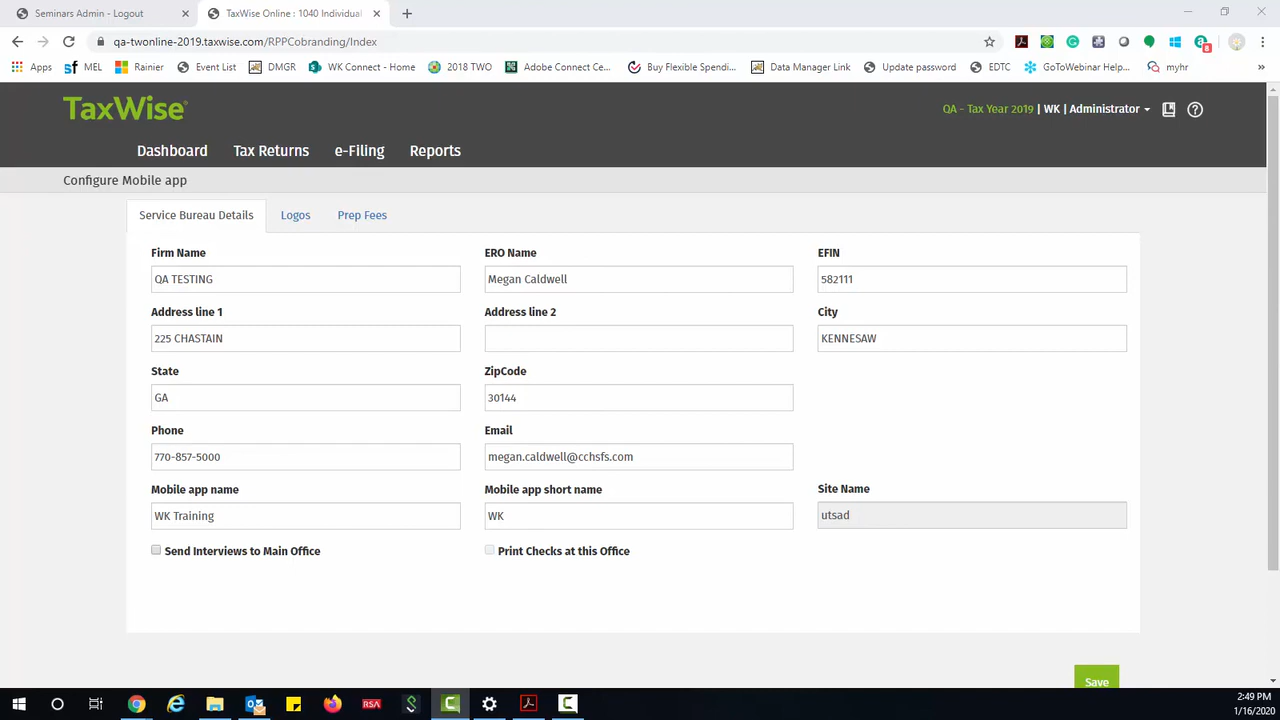 Seminars Admin - Logout
TaxWise Online : 1040 Individual
qa-twonline-2019.taxwise.com/RPPCobranding/Index
Apps MEL Rainier Event List DMGR WK Connect - Home 2018 TWO Adobe Connect Ce... Buy Flexible Spendi... Data Manager Link Update password EDTC GoToWebinar Help... myhr »
TaxWise®
QA - Tax Year 2019 | WK | Administrator
Dashboard Tax Returns e-Filing Reports
Configure Mobile app
Service Bureau Details Logos Prep Fees
Firm Name ERO Name EFIN
QA TESTING Megan Caldwell 582111
Address line 1 Address line 2 City
225 CHASTAIN KENNESAW
State ZipCode
GA 30144
Phone Email
770-857-5000 megan.caldwell@cchsfs.com
Mobile app name Mobile app short name Site Name
WK Training WK utsad
Send Interviews to Main Office Print Checks at this Office
Save
RSA
2:49 PM
1/16/2020